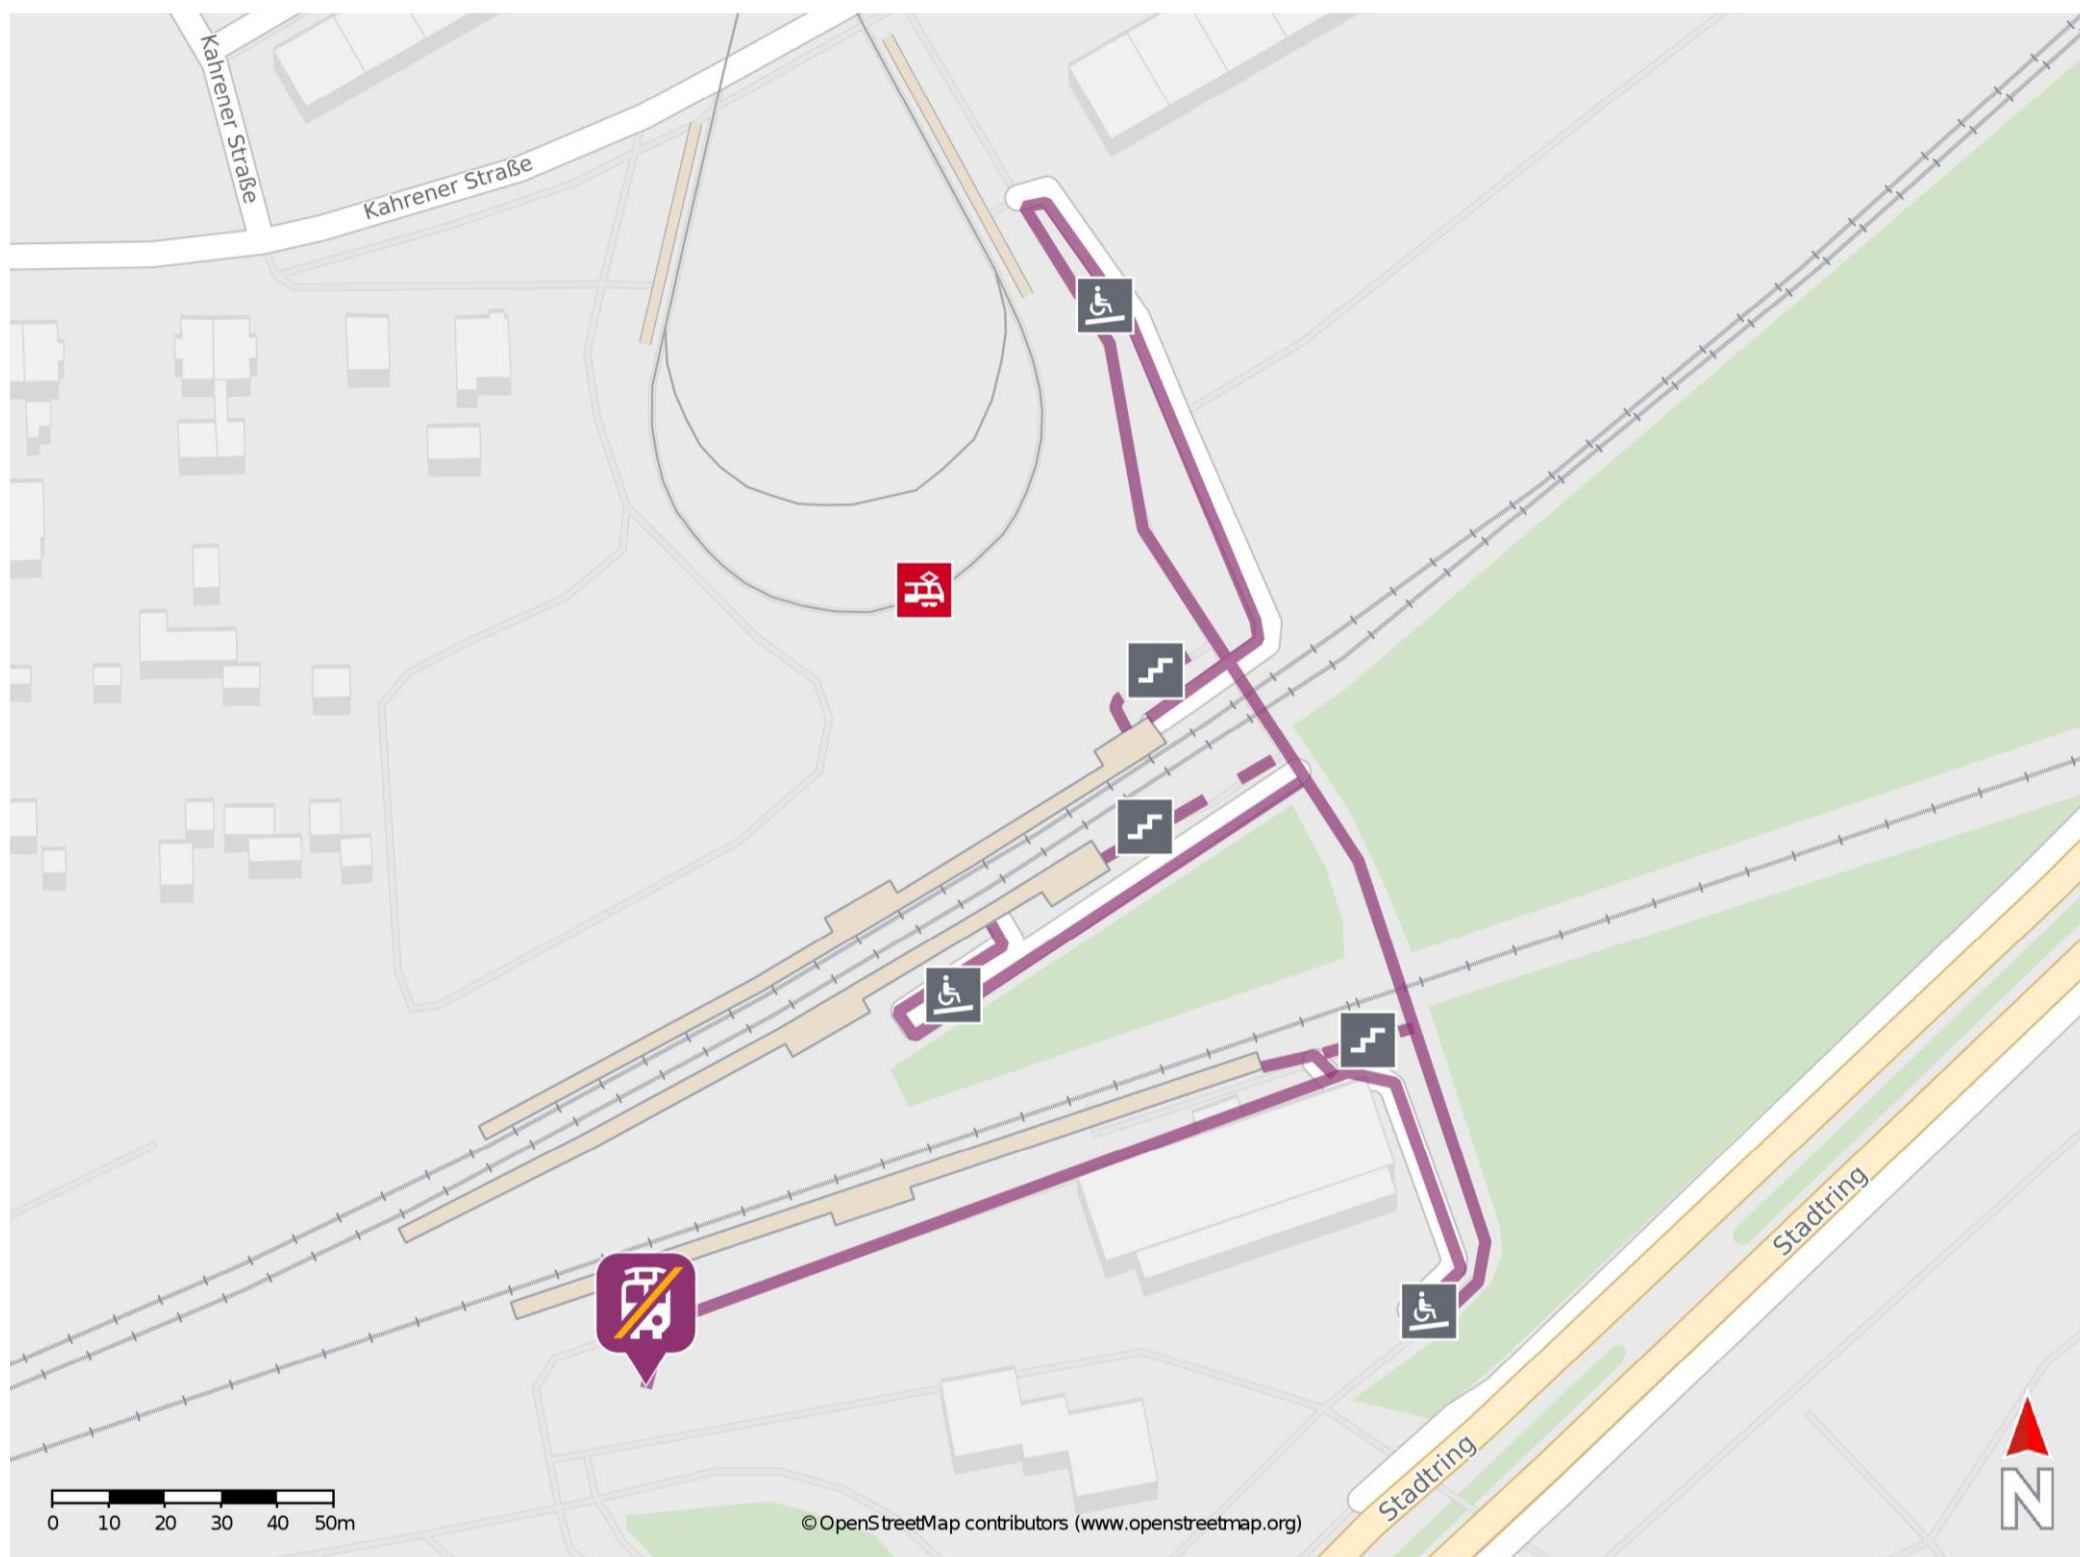 Kahrener Straße
Kahrener Straße
Stadtring
Stadtring
0 10 20 30 40 50m
© OpenStreetMap contributors (www.openstreetmap.org)
N